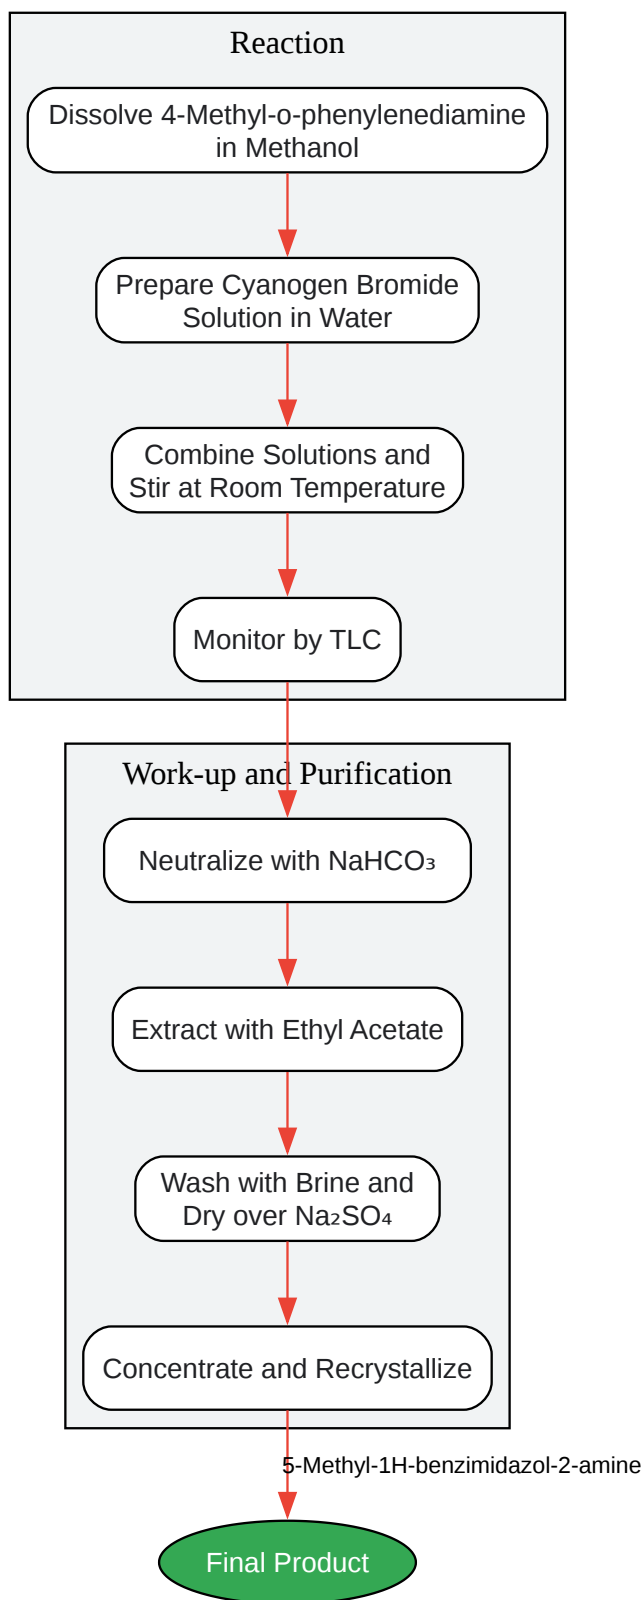 Reaction
Dissolve 4-Methyl-o-phenylenediamine
in Methanol
Prepare Cyanogen Bromide
Solution in Water
Combine Solutions and
Stir at Room Temperature
Monitor by TLC
Work-up and Purification
Neutralize with NaHCO₃
Extract with Ethyl Acetate
Wash with Brine and
Dry over Na₂SO₄
Concentrate and Recrystallize
5-Methyl-1H-benzimidazol-2-amine
Final Product